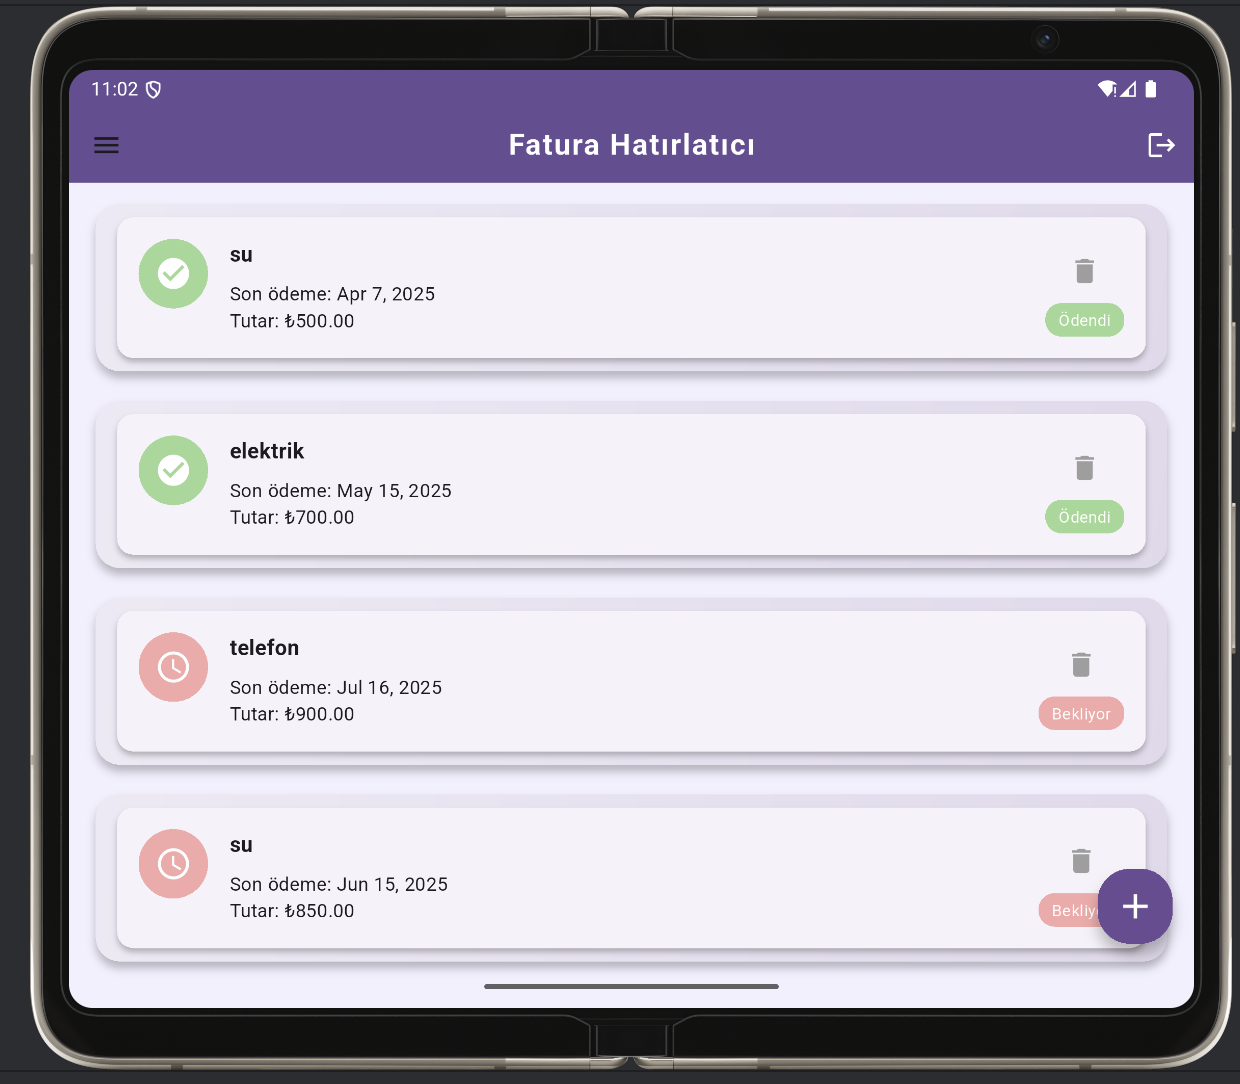 11:02
Fatura Hatırlatıcı
su
Son ödeme: Apr 7, 2025
Tutar: ₺500.00
Ödendi
elektrik
Son ödeme: May 15, 2025
Tutar: ₺700.00
Ödendi
telefon
Son ödeme: Jul 16, 2025
Tutar: ₺900.00
Bekliyor
su
Son ödeme: Jun 15, 2025
Tutar: ₺850.00